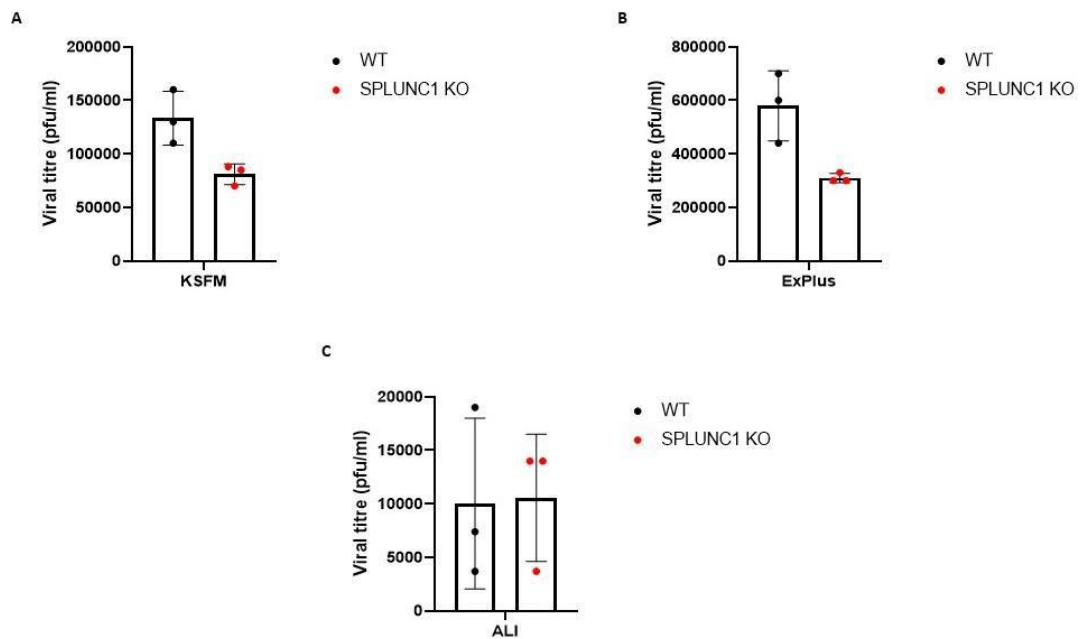 A
Viral titre (pfu/ml)
200000
150000
100000
50000
0
KSFM
WT
SPLUNC1 KO
B
Viral titre (pfu/ml)
800000
600000
400000
200000
0
ExPlus
WT
SPLUNC1 KO
C
Viral titre (pfu/ml)
20000
15000
10000
5000
0
ALI
WT
SPLUNC1 KO